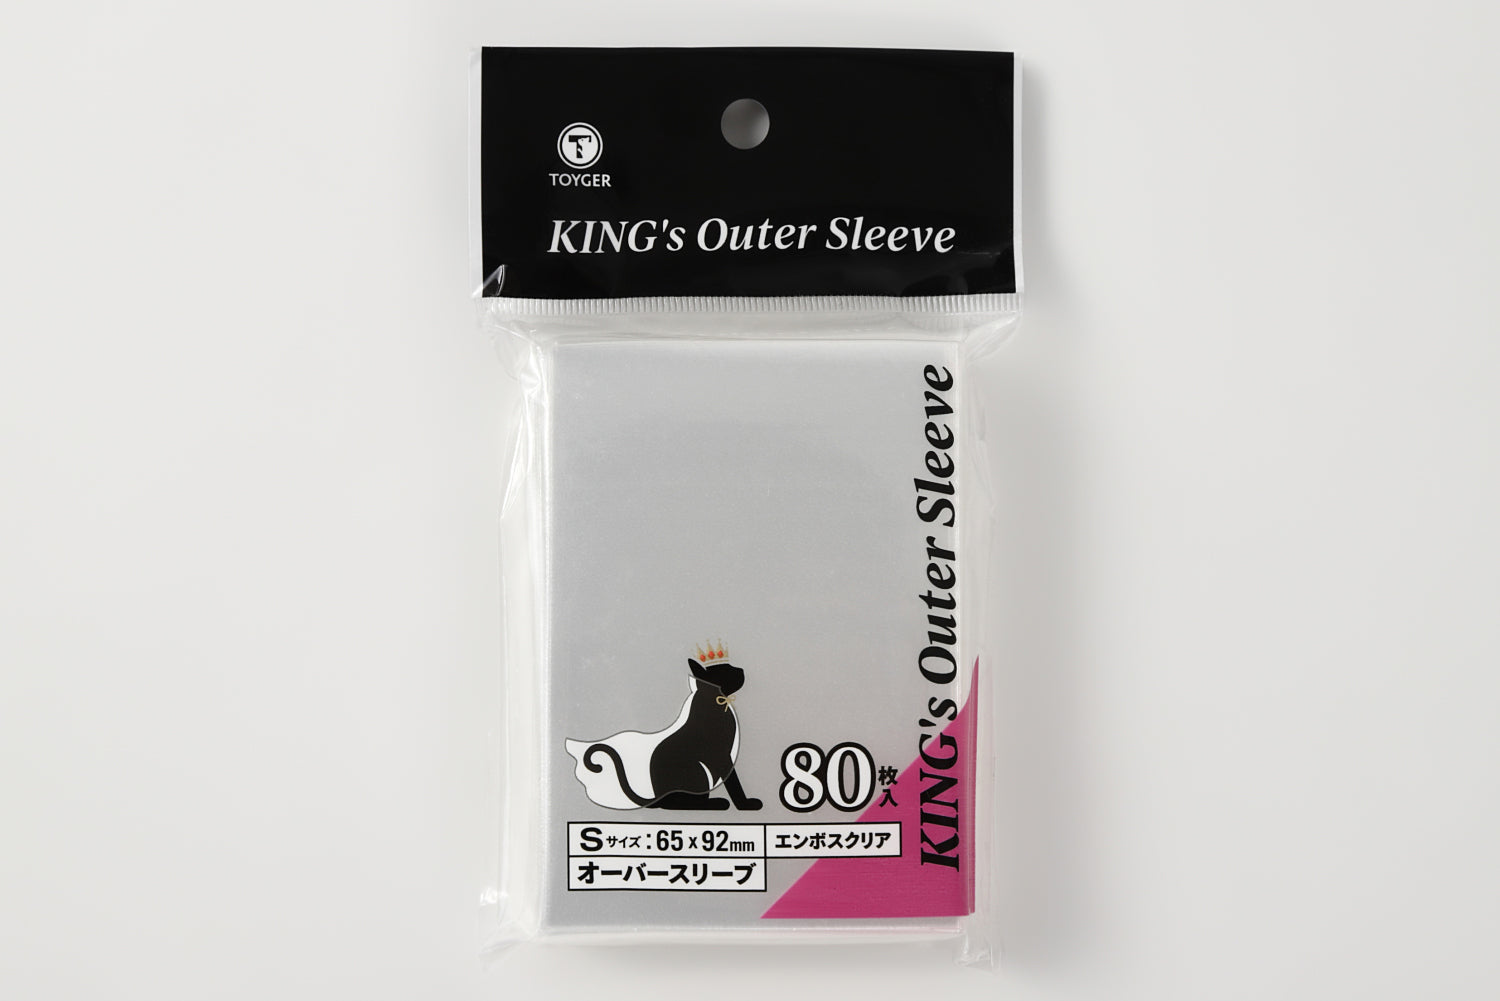 TOYGER
KING's Outer Sleeve
KING's Outer Sleeve
80枚入
Sサイズ：65 x 92mm
エンボスクリア
オーバースリーブ